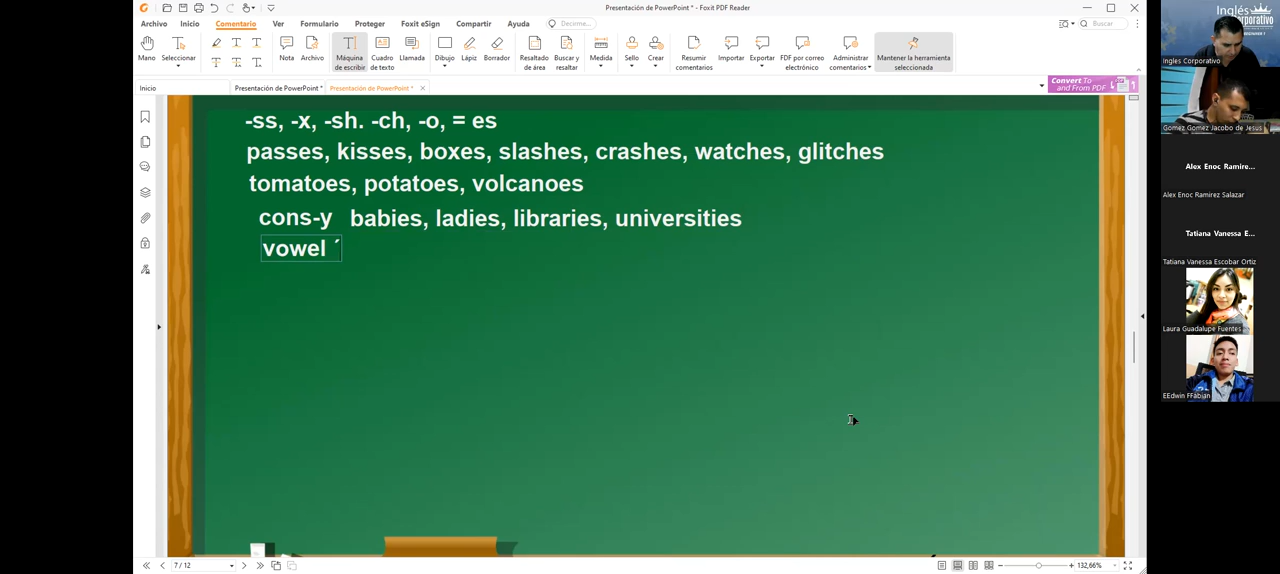 Presentación de PowerPoint * - Foxit PDF Reader
Archivo Inicio Comentario Ver Formulario Proteger Foxit eSign Compartir Ayuda Decirme... Buscar
Mano Seleccionar Nota Archivo Máquina de escribir Cuadro de texto Llamada Dibujo Lápiz Borrador Resaltado de área Buscar y resaltar Medida Sello Crear Resumir comentarios Importar Exportar PDF por correo electrónico Administrar comentarios Mantener la herramienta seleccionada
Inicio Presentación de PowerPoint * Presentación de PowerPoint *
Convert To and From PDF
-ss, -x, -sh. -ch, -o, = es
passes, kisses, boxes, slashes, crashes, watches, glitches
tomatoes, potatoes, volcanoes
cons-y babies, ladies, libraries, universities
vowel ´
7 / 12
132,66%
Inglés
Corporativo
Ingles Corporativo
Gomez Gomez Jacobo de Jesus
Alex Enoc Ramire...
Alex Enoc Ramirez Salazar
Tatiana Vanessa E...
Tatiana Vanessa Escobar Ortiz
Laura Guadalupe Fuentes
EEdwin FFabian